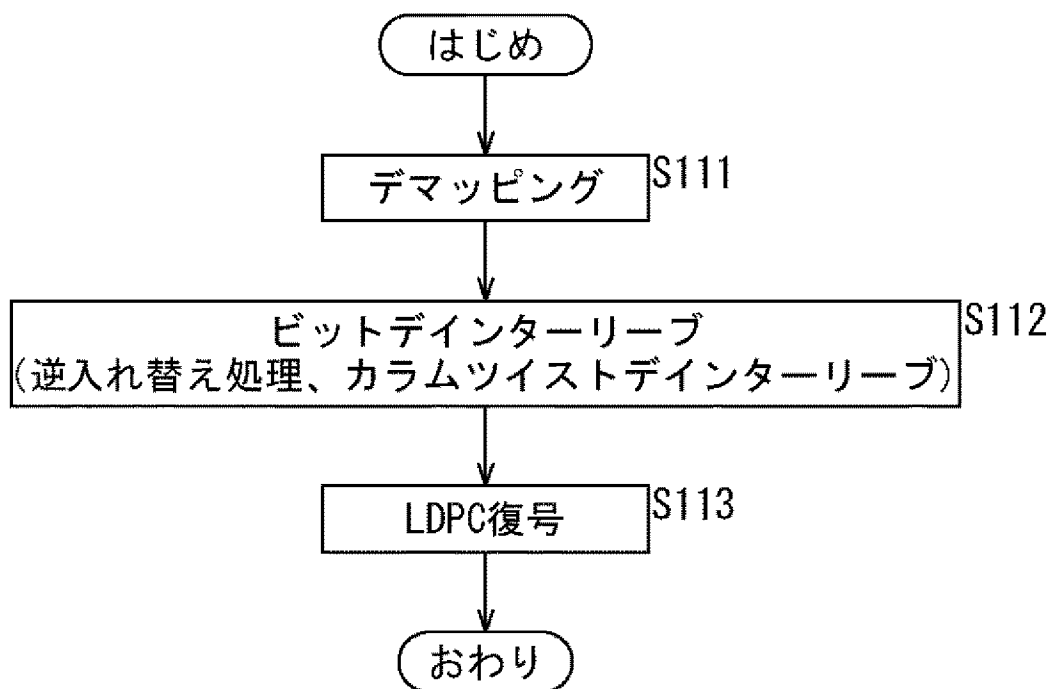 はじめ
デマッピング
S111
ビットデインターリーブ
(逆入れ替え処理、カラムツイストデインターリーブ)
S112
LDPC復号
S113
おわり